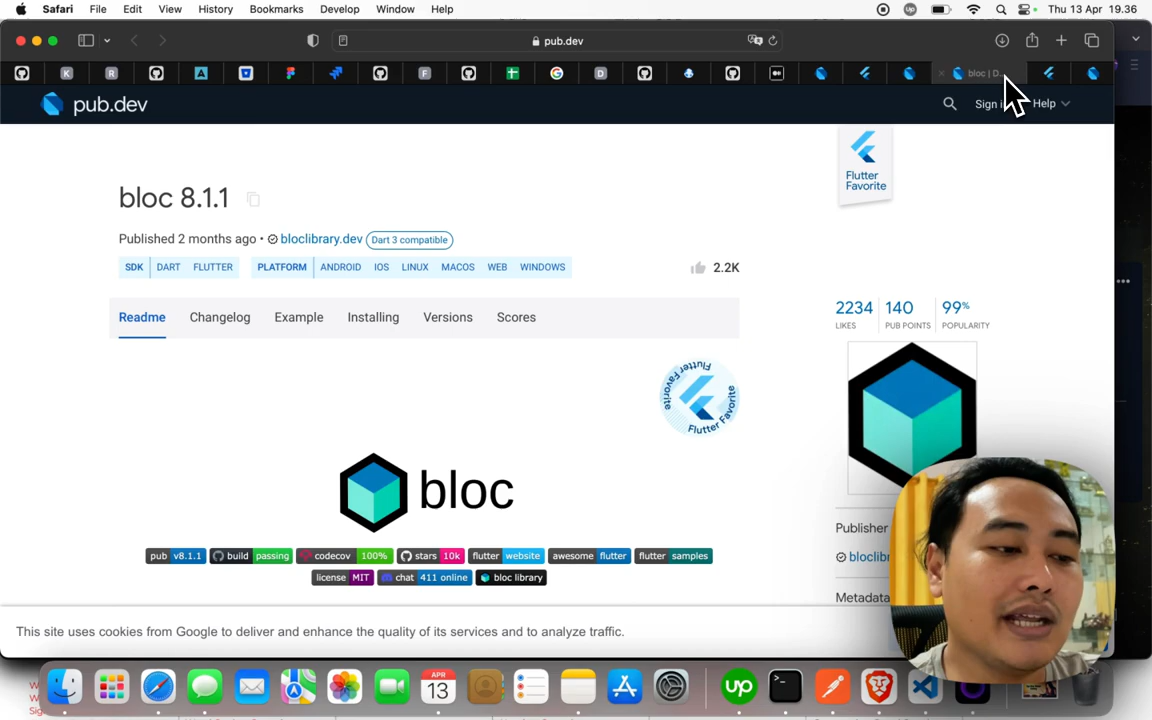 Safari File Edit View History Bookmarks Develop Window Help Thu 13 Apr 19.36
pub.dev
bloc | D...
pub.dev
Sign in Help
bloc 8.1.1
Flutter
Favorite
Published 2 months ago • bloclibrary.dev Dart 3 compatible
SDK DART FLUTTER PLATFORM ANDROID IOS LINUX MACOS WEB WINDOWS
2.2K
Readme Changelog Example Installing Versions Scores
2234 140 99%
LIKES PUB POINTS POPULARITY
Flutter Favorite
Flutter Favorite
bloc
pub v8.1.1 build passing codecov 100% stars 10k flutter website awesome flutter flutter samples
license MIT chat 411 online bloc library
Publisher
Metadata
This site uses cookies from Google to deliver and enhance the quality of its services and to analyze traffic.
APR
13